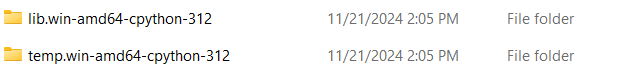 lib.win-amd64-cpython-312 11/21/2024 2:05 PM File folder
temp.win-amd64-cpython-312 11/21/2024 2:05 PM File folder